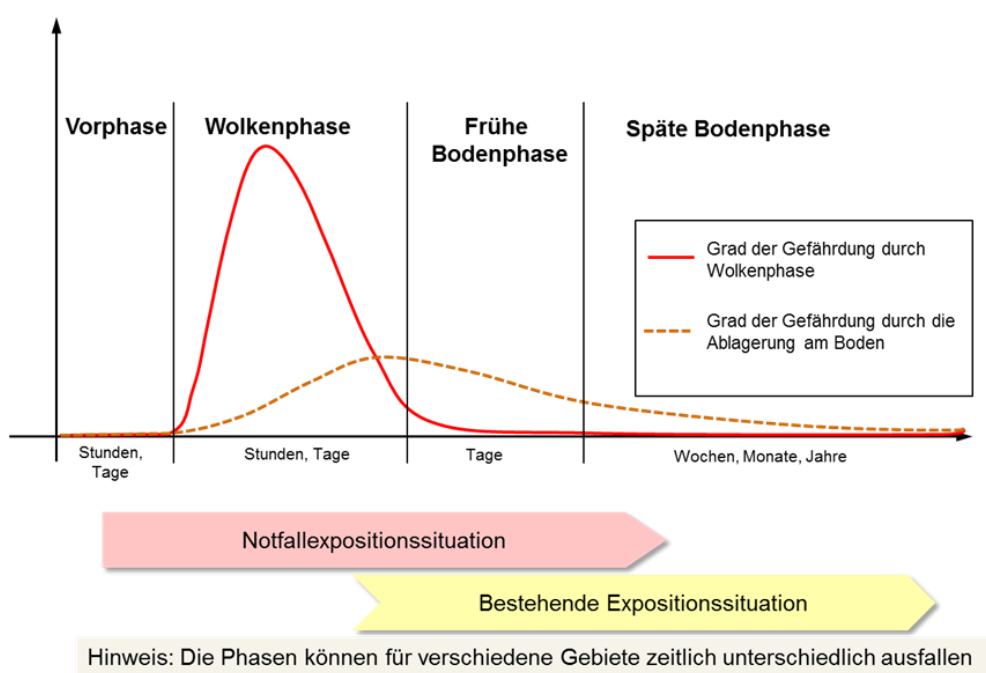 Vorphase
Wolkenphase
Frühe
Bodenphase
Späte Bodenphase
Grad der Gefährdung durch
Wolkenphase
Grad der Gefährdung durch die
Ablagerung am Boden
Stunden,
Tage
Stunden, Tage
Tage
Wochen, Monate, Jahre
Notfallexpositionssituation
Bestehende Expositionssituation
Hinweis: Die Phasen können für verschiedene Gebiete zeitlich unterschiedlich ausfallen